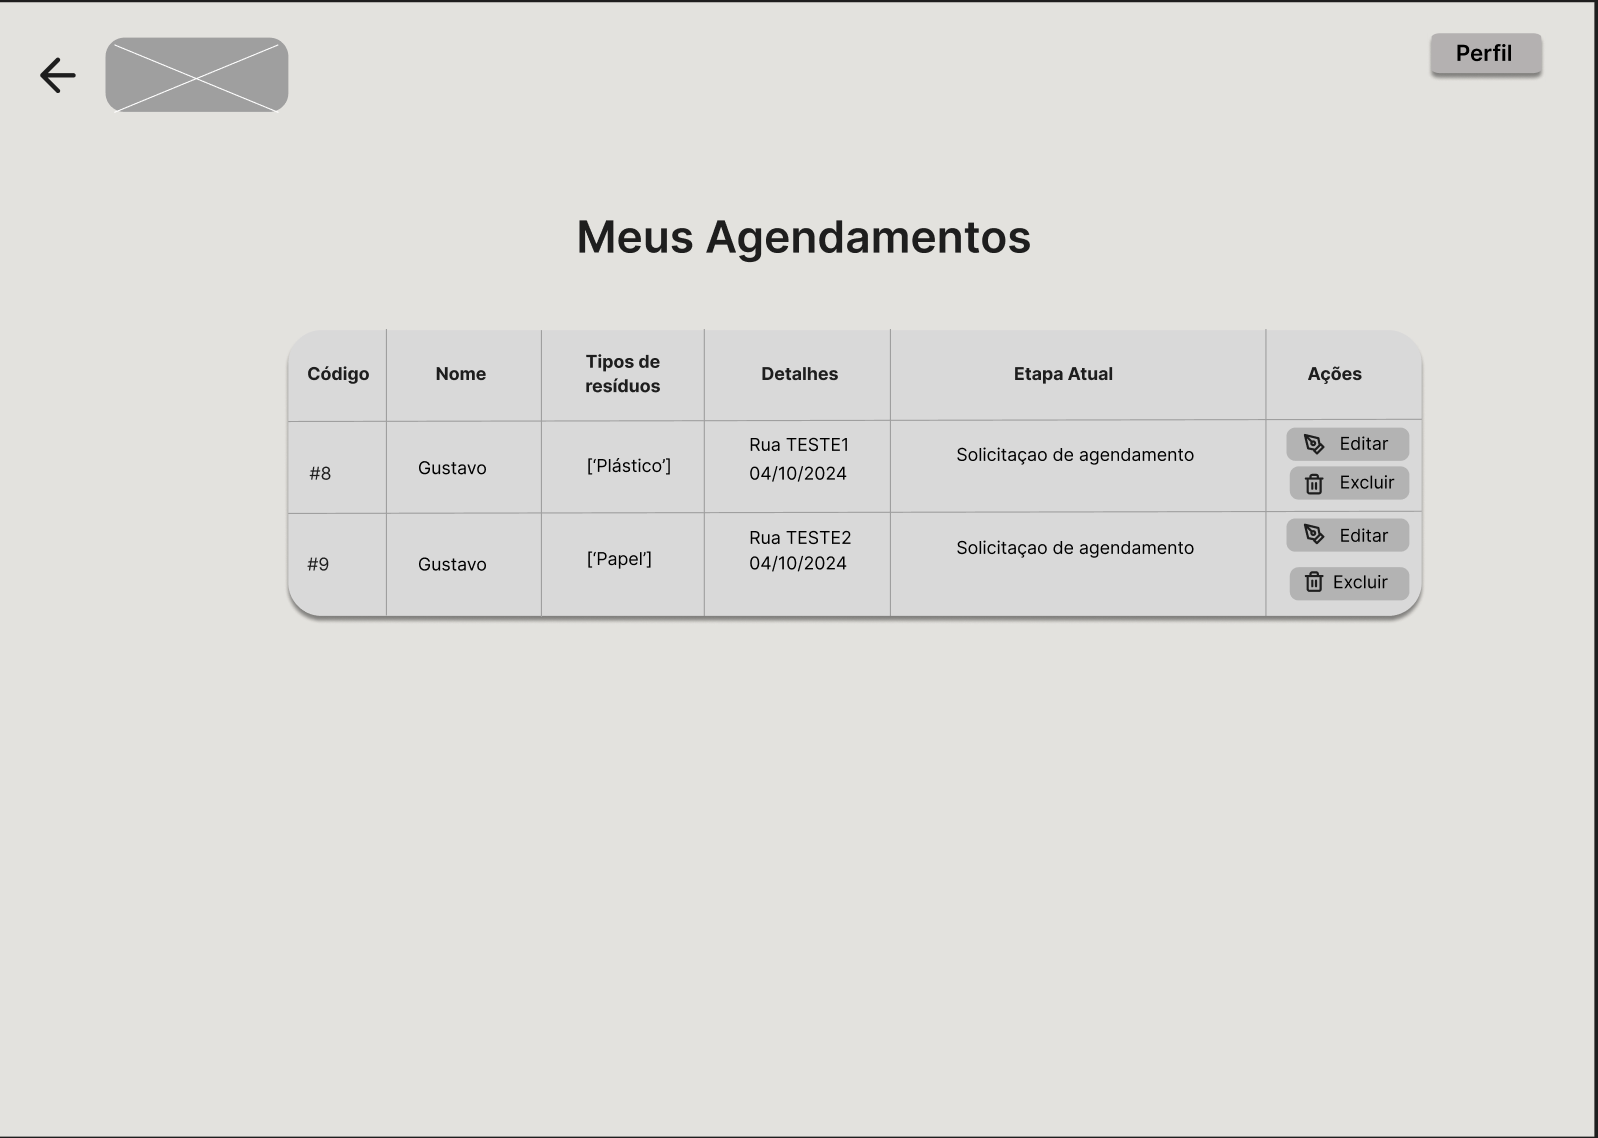 Perfil
Meus Agendamentos
Código
Nome
Tipos de
resíduos
Detalhes
Etapa Atual
Ações
#8
Gustavo
[‘Plástico’]
Rua TESTE1
04/10/2024
Solicitaçao de agendamento
Editar
Excluir
#9
Gustavo
[‘Papel’]
Rua TESTE2
04/10/2024
Solicitaçao de agendamento
Editar
Excluir